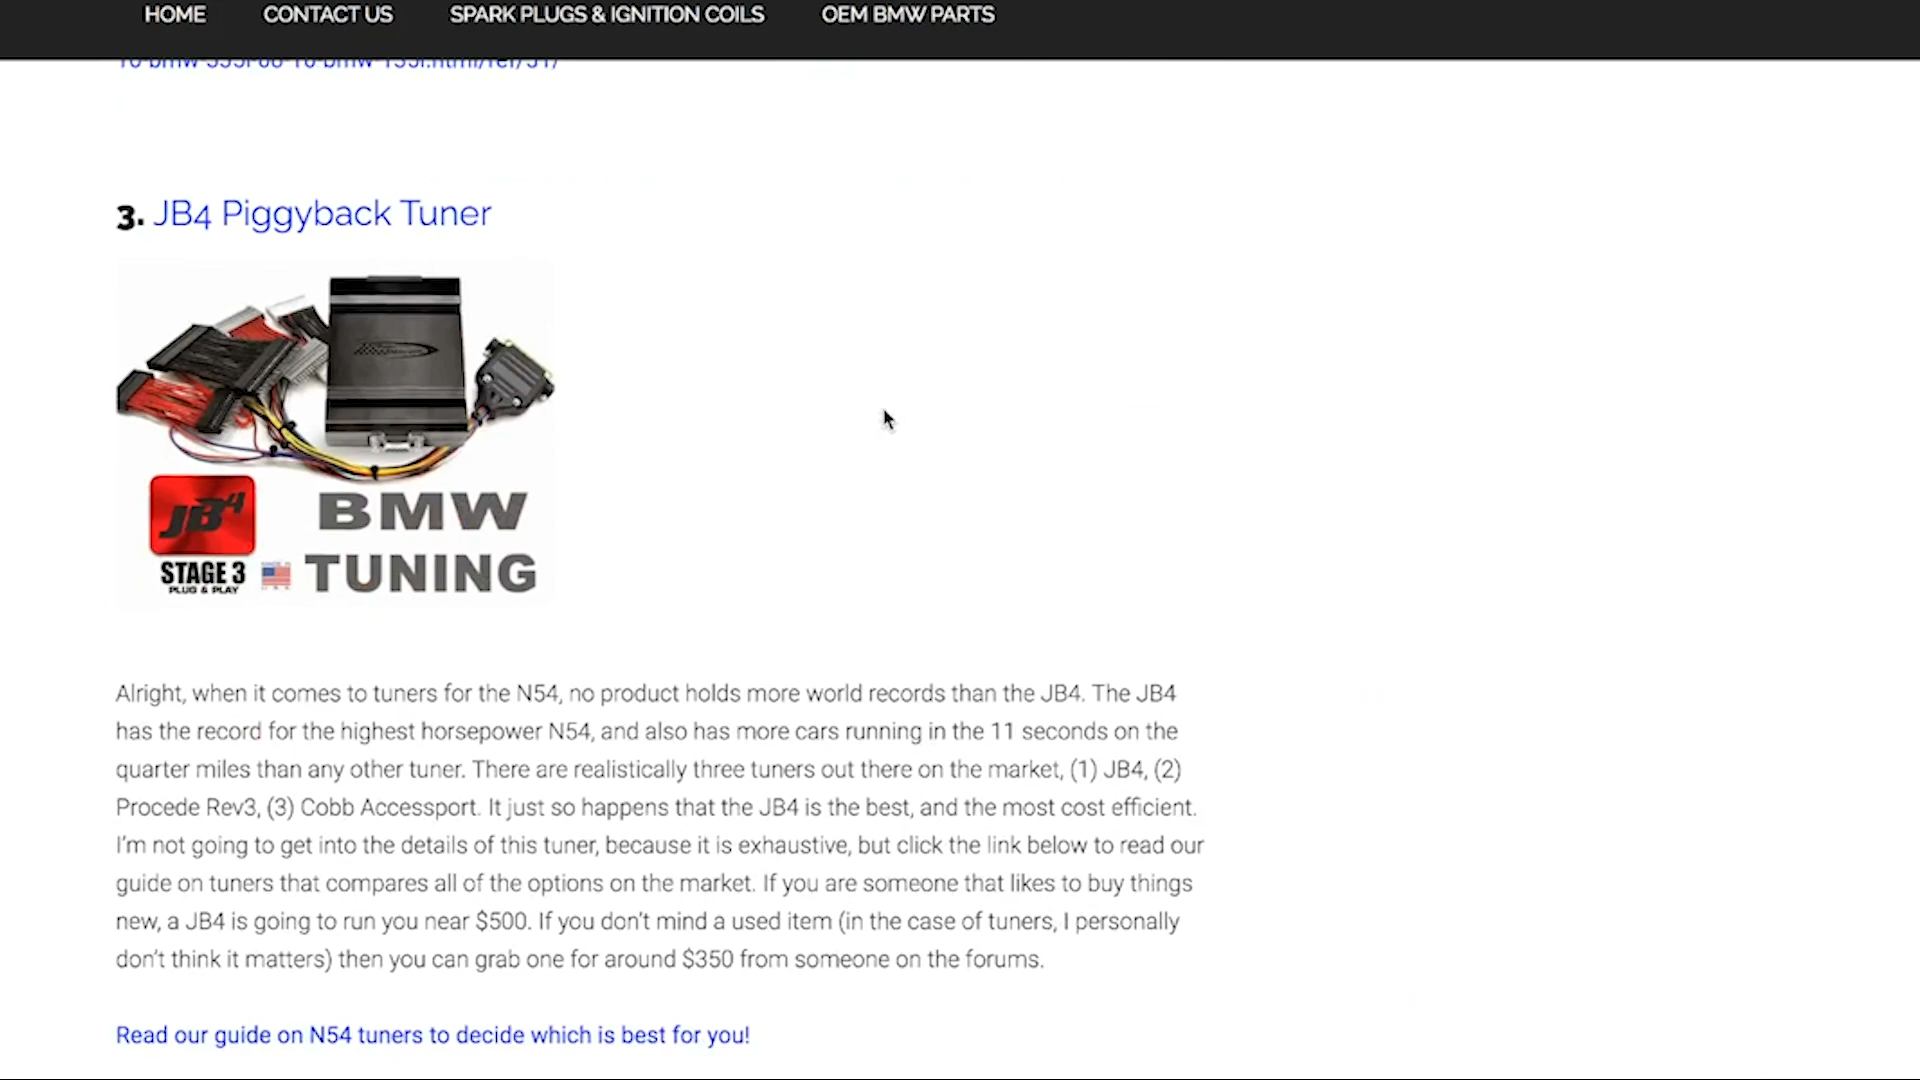 HOME CONTACT US SPARK PLUGS & IGNITION COILS OEM BMW PARTS
16-bmw-335i-08-10-bmw-135i.html/ref/31/
3. JB4 Piggyback Tuner
JB4
BMW
STAGE 3 TUNING
PLUG & PLAY
Alright, when it comes to tuners for the N54, no product holds more world records than the JB4. The JB4
has the record for the highest horsepower N54, and also has more cars running in the 11 seconds on the
quarter miles than any other tuner. There are realistically three tuners out there on the market, (1) JB4, (2)
Procede Rev3, (3) Cobb Accessport. It just so happens that the JB4 is the best, and the most cost efficient.
I’m not going to get into the details of this tuner, because it is exhaustive, but click the link below to read our
guide on tuners that compares all of the options on the market. If you are someone that likes to buy things
new, a JB4 is going to run you near $500. If you don’t mind a used item (in the case of tuners, I personally
don’t think it matters) then you can grab one for around $350 from someone on the forums.
Read our guide on N54 tuners to decide which is best for you!